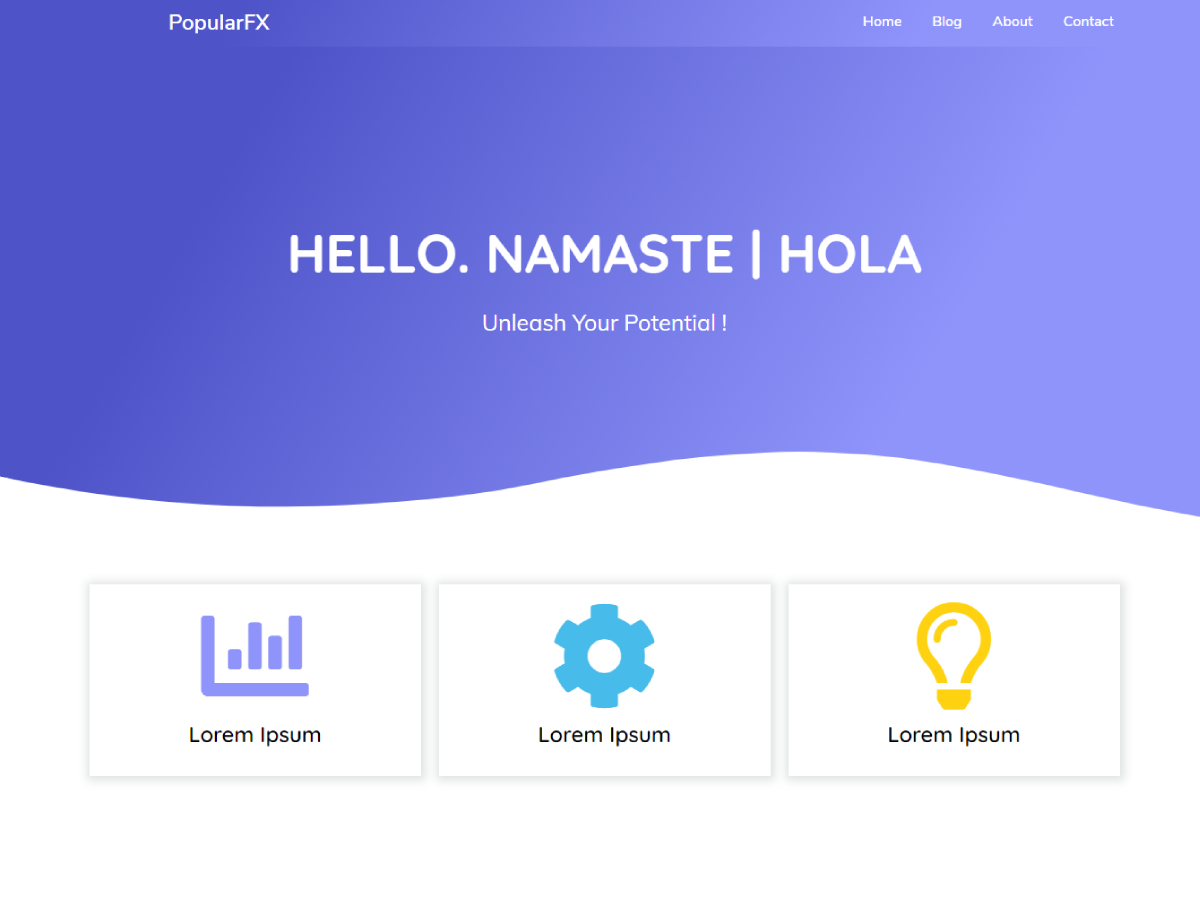 PopularFX
Home Blog About Contact
HELLO. NAMASTE | HOLA
Unleash Your Potential !
Lorem Ipsum
Lorem Ipsum
Lorem Ipsum